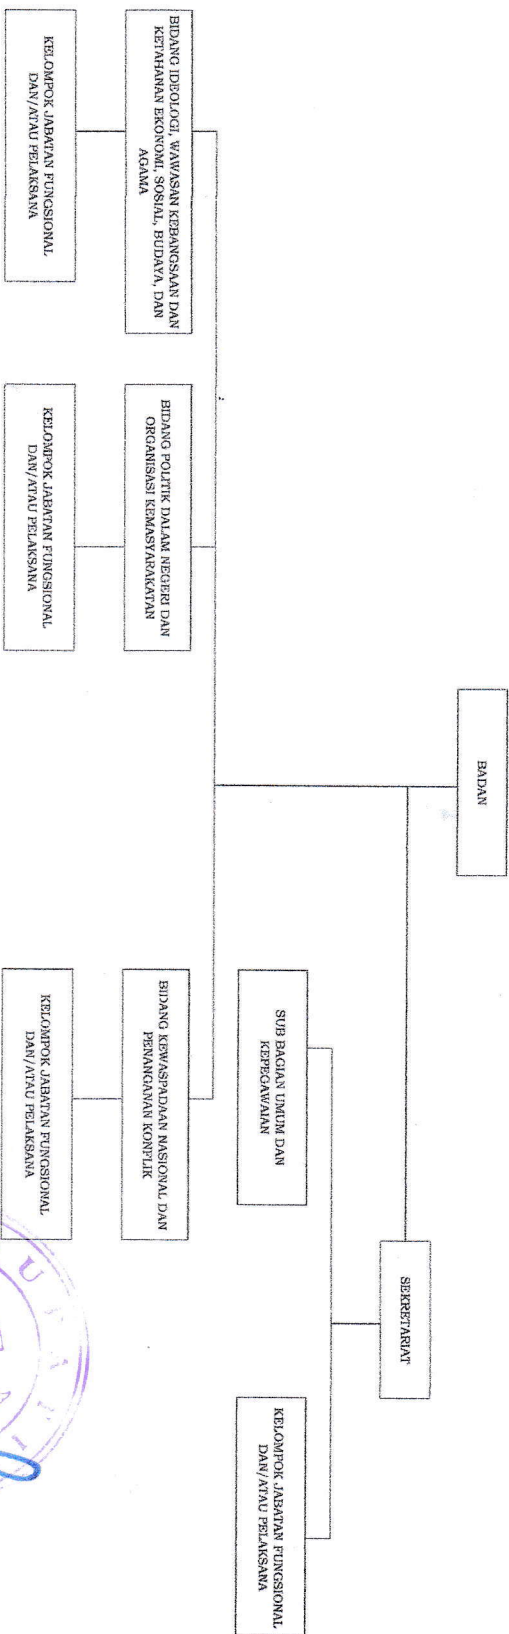 BADAN
SEKRETARIAT
SUB BAGIAN UMUM DAN
KEPEGAWAIAN
KELOMPOK JABATAN FUNGSIONAL
DAN/ATAU PELAKSANA
BIDANG IDEOLOGI, WAWASAN KEBANGSAAN DAN
KETAHANAN EKONOMI, SOSIAL, BUDAYA, DAN
AGAMA
BIDANG POLITIK DALAM NEGERI DAN
ORGANISASI KEMASYARAKATAN
BIDANG KEWASPADAAN NASIONAL DAN
PENANGANAN KONFLIK
KELOMPOK JABATAN FUNGSIONAL
DAN/ATAU PELAKSANA
KELOMPOK JABATAN FUNGSIONAL
DAN/ATAU PELAKSANA
KELOMPOK JABATAN FUNGSIONAL
DAN/ATAU PELAKSANA